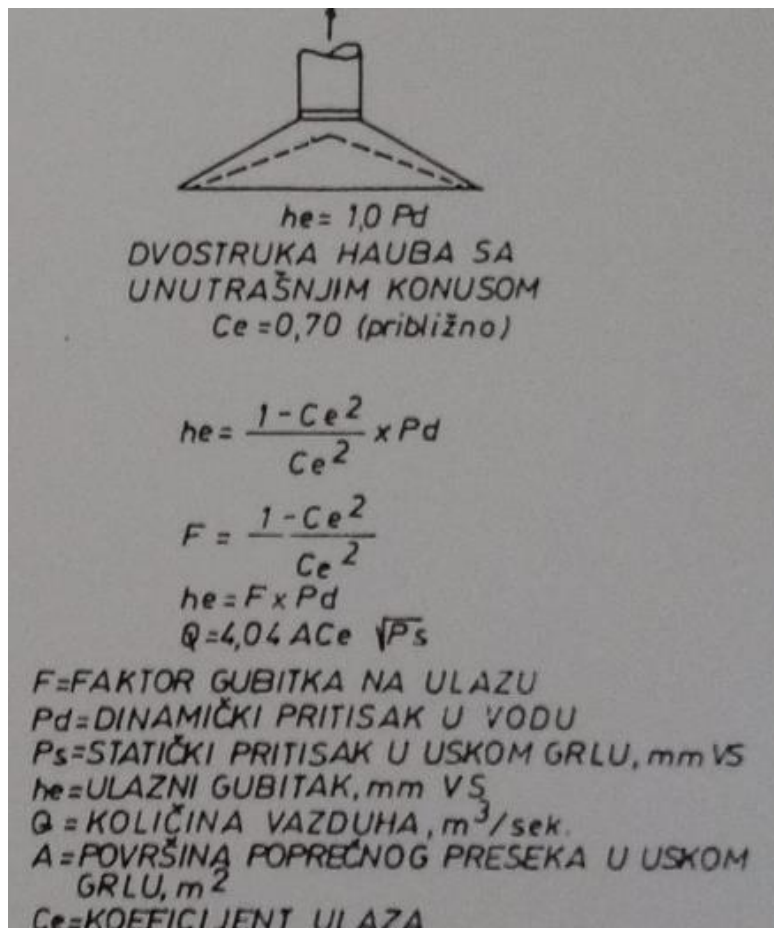 he = 1,0 Pd
DVOSTRUKA HAUBA SA
UNUTRAŠNJIM KONUSOM
Ce = 0,70 (približno)
he = (1 - Ce²) / Ce² x Pd
F = (1 - Ce²) / Ce²
he = F x Pd
Q = 4,04 ACe √Ps
F=FAKTOR GUBITKA NA ULAZU
Pd=DINAMIČKI PRITISAK U VODU
Ps=STATIČKI PRITISAK U USKOM GRLU, mm VS
he=ULAZNI GUBITAK, mm VS
Q = KOLIČINA VAZDUHA, m³/sek.
A=POVRŠINA POPREČNOG PRESEKA U USKOM
GRLU, m²
Ce=KOEFICIJENT ULAZA